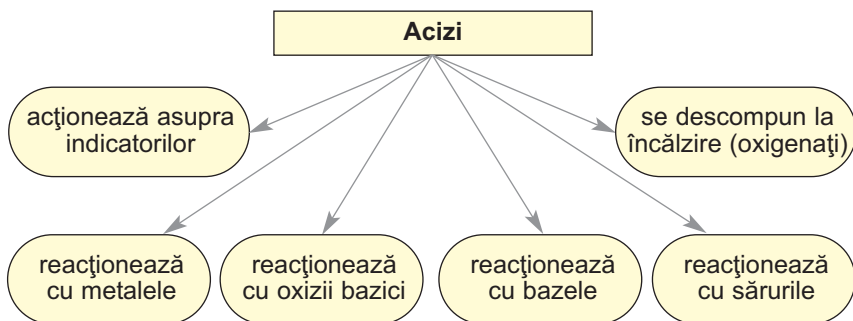 Acizi
acţionează asupra
indicatorilor
se descompun la
încălzire (oxigenaţi)
reacţionează
cu metalele
reacţionează
cu oxizii bazici
reacţionează
cu bazele
reacţionează
cu sărurile